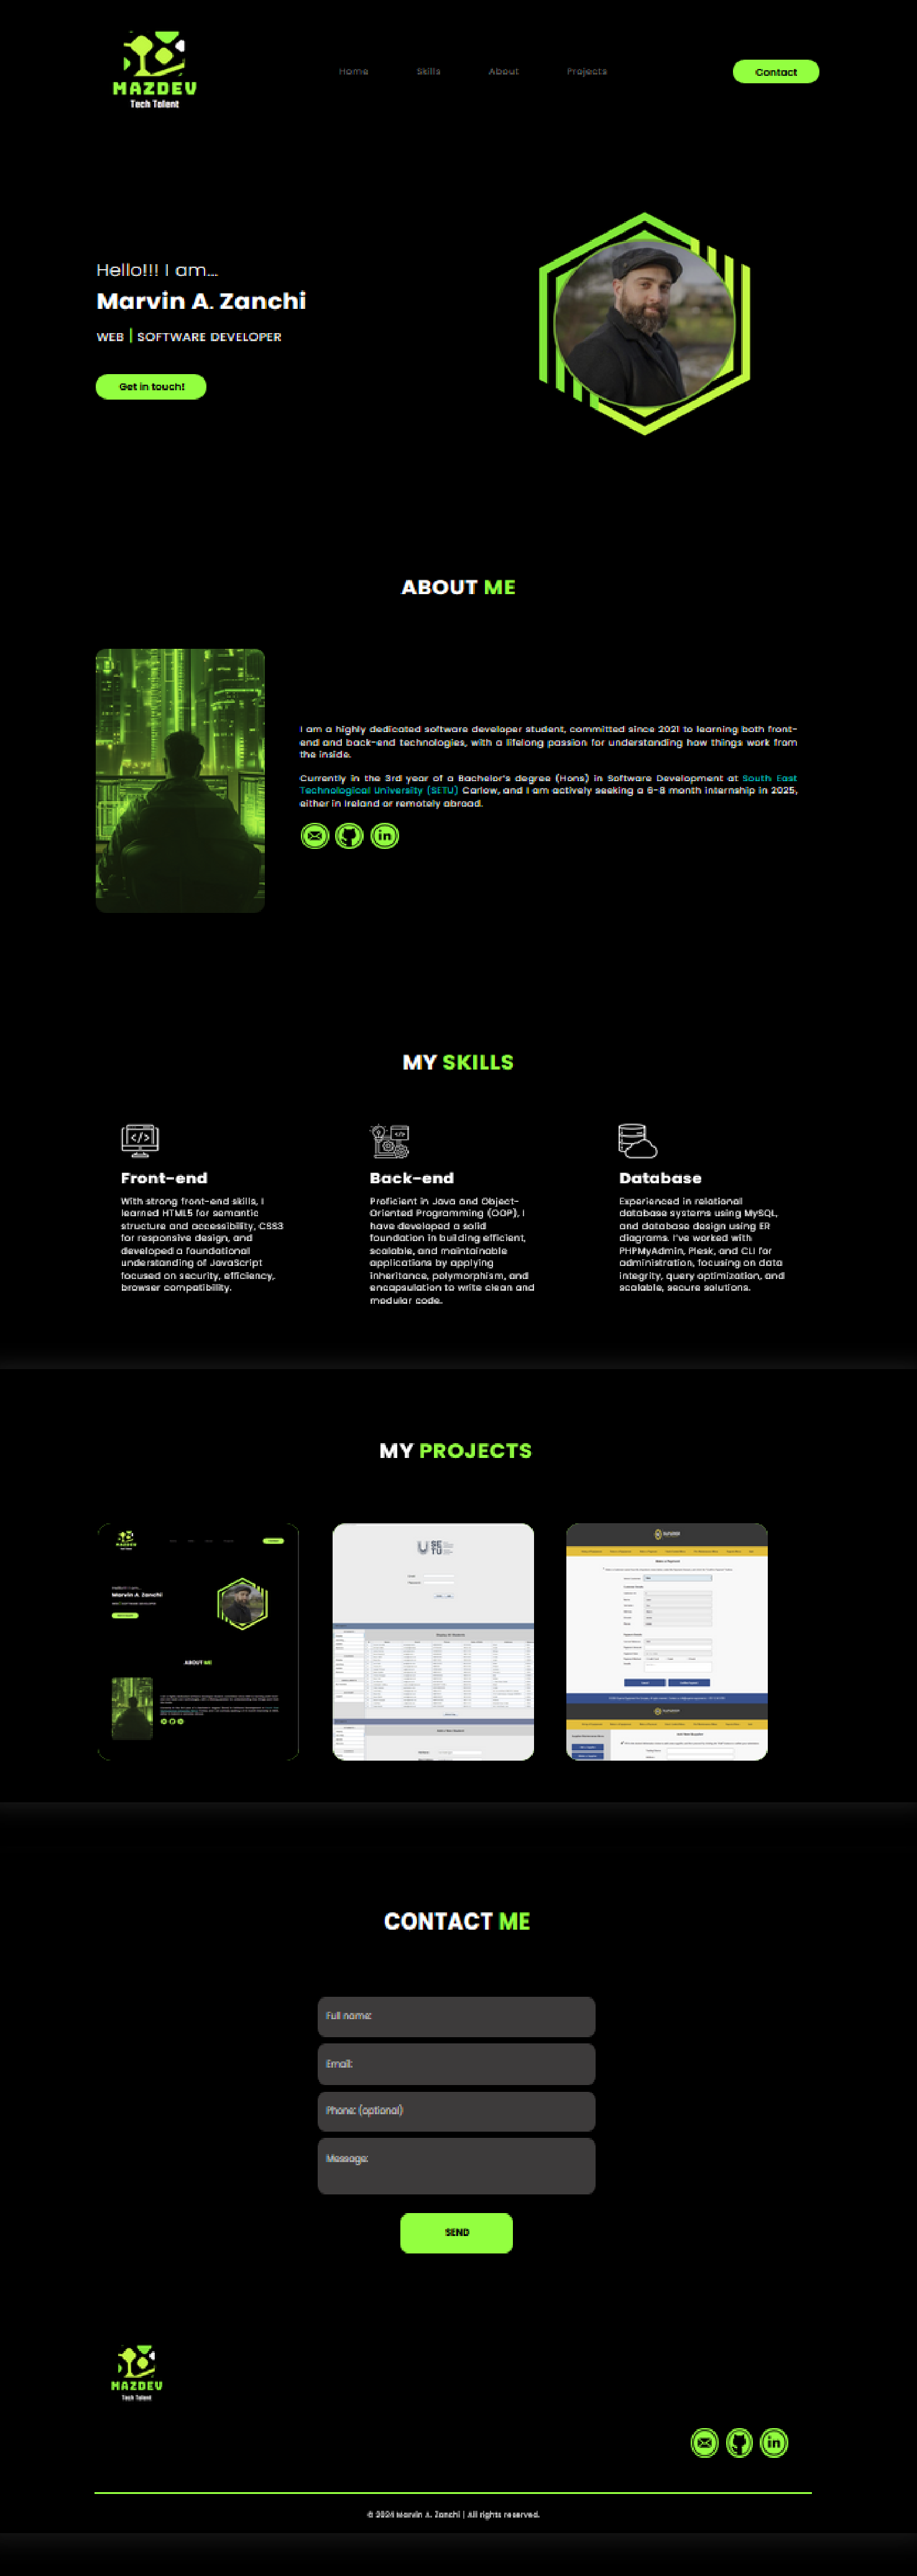 MAZDEV
Tech Talent
Home Skills About Projects
Contact
Hello!!! I am...
Marvin A. Zanchi
WEB | SOFTWARE DEVELOPER
Get in touch!
ABOUT ME
I am a highly dedicated software developer student, committed since 2021 to learning both front-
end and back-end technologies, with a lifelong passion for understanding how things work from
the inside.
Currently in the 3rd year of a Bachelor's degree (Hons) in Software Development at South East
Technological University (SETU) Carlow, and I am actively seeking a 6-8 month internship in 2025,
either in Ireland or remotely abroad.
in
MY SKILLS
</>
Front-end
With strong front-end skills, I
learned HTML5 for semantic
structure and accessibility, CSS3
for responsive design, and
developed a foundational
understanding of JavaScript
focused on security, efficiency,
browser compatibility.
Back-end
Proficient in Java and Object-
Oriented Programming (OOP), I
have developed a solid
foundation in building efficient,
scalable, and maintainable
applications by applying
inheritance, polymorphism, and
encapsulation to write clean and
modular code.
Database
Experienced in relational
database systems using MySQL,
and database design using ER
diagrams. I've worked with
PHPMyAdmin, Plesk, and CLI for
administration, focusing on data
integrity, query optimization, and
scalable, secure solutions.
MY PROJECTS
MAZDEV
Marvin A. Zanchi
ABOUT ME
SETU
CONTACT ME
Full name:
Email:
Phone: (optional)
Message:
SEND
MAZDEV
Tech Talent
in
© 2024 Marvin A. Zanchi | All rights reserved.